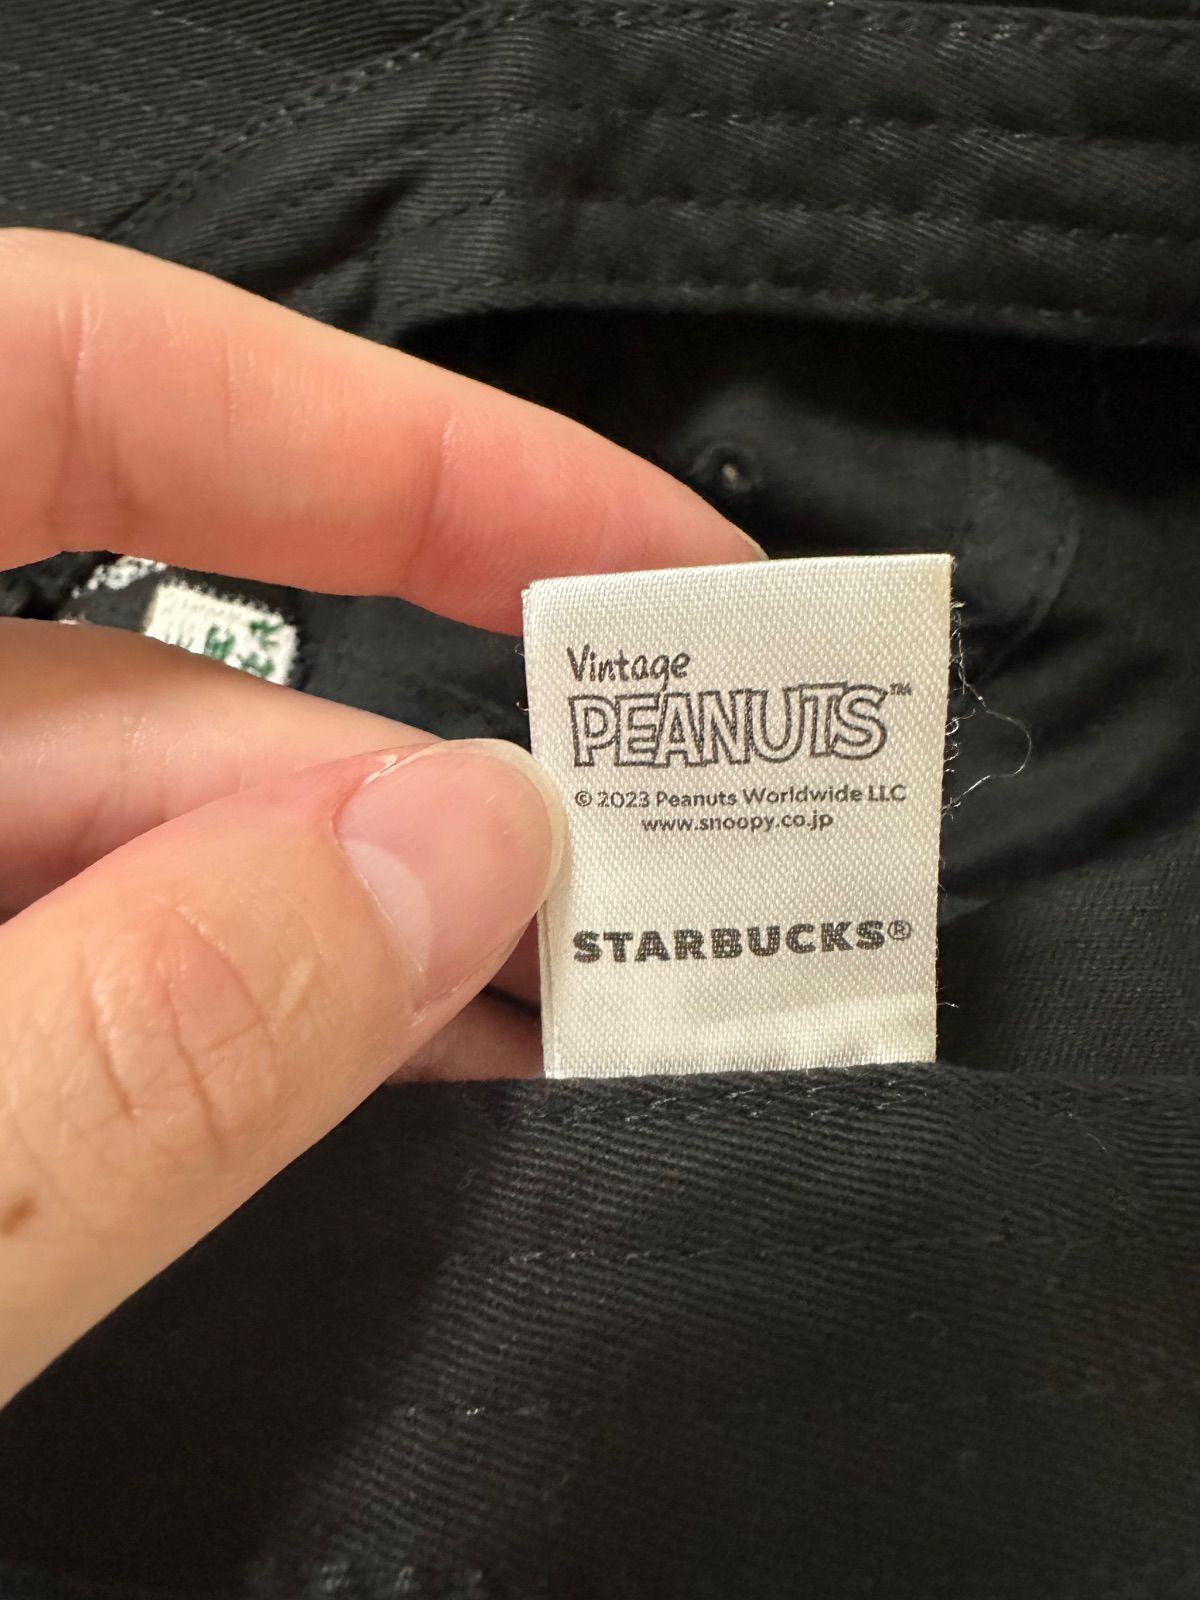 Vintage
PEANUTS™
© 2023 Peanuts Worldwide LLC
www.snoopy.co.jp
STARBUCKS®